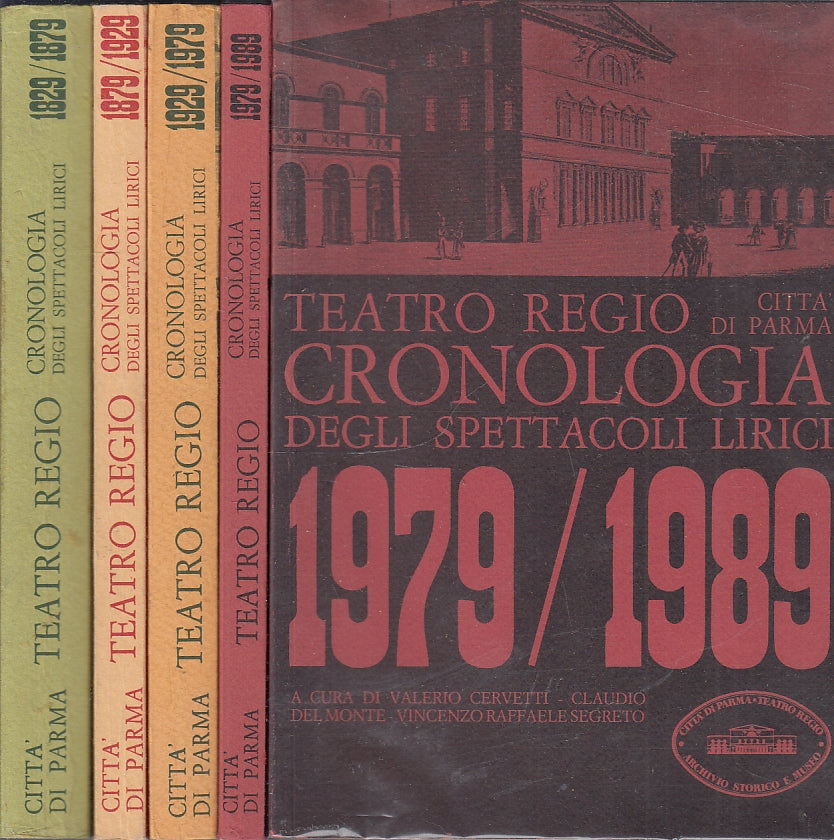 CITTA'
DI PARMA
TEATRO REGIO
CRONOLOGIA
DEGLI SPETTACOLI LIRICI
1829/1879
CITTA'
DI PARMA
TEATRO REGIO
CRONOLOGIA
DEGLI SPETTACOLI LIRICI
1879/1929
CITTA'
DI PARMA
TEATRO REGIO
CRONOLOGIA
DEGLI SPETTACOLI LIRICI
1929/1979
CITTA'
DI PARMA
TEATRO REGIO
CRONOLOGIA
DEGLI SPETTACOLI LIRICI
1979/1989
TEATRO REGIO CITTA'
DI PARMA
CRONOLOGIA
DEGLI SPETTACOLI LIRICI
1979/1989
A CURA DI VALERIO CERVETTI - CLAUDIO
DEL MONTE - VINCENZO RAFFAELE SEGRETO
CITTÀ DI PARMA • TEATRO REGIO
ARCHIVIO STORICO E MUSEO